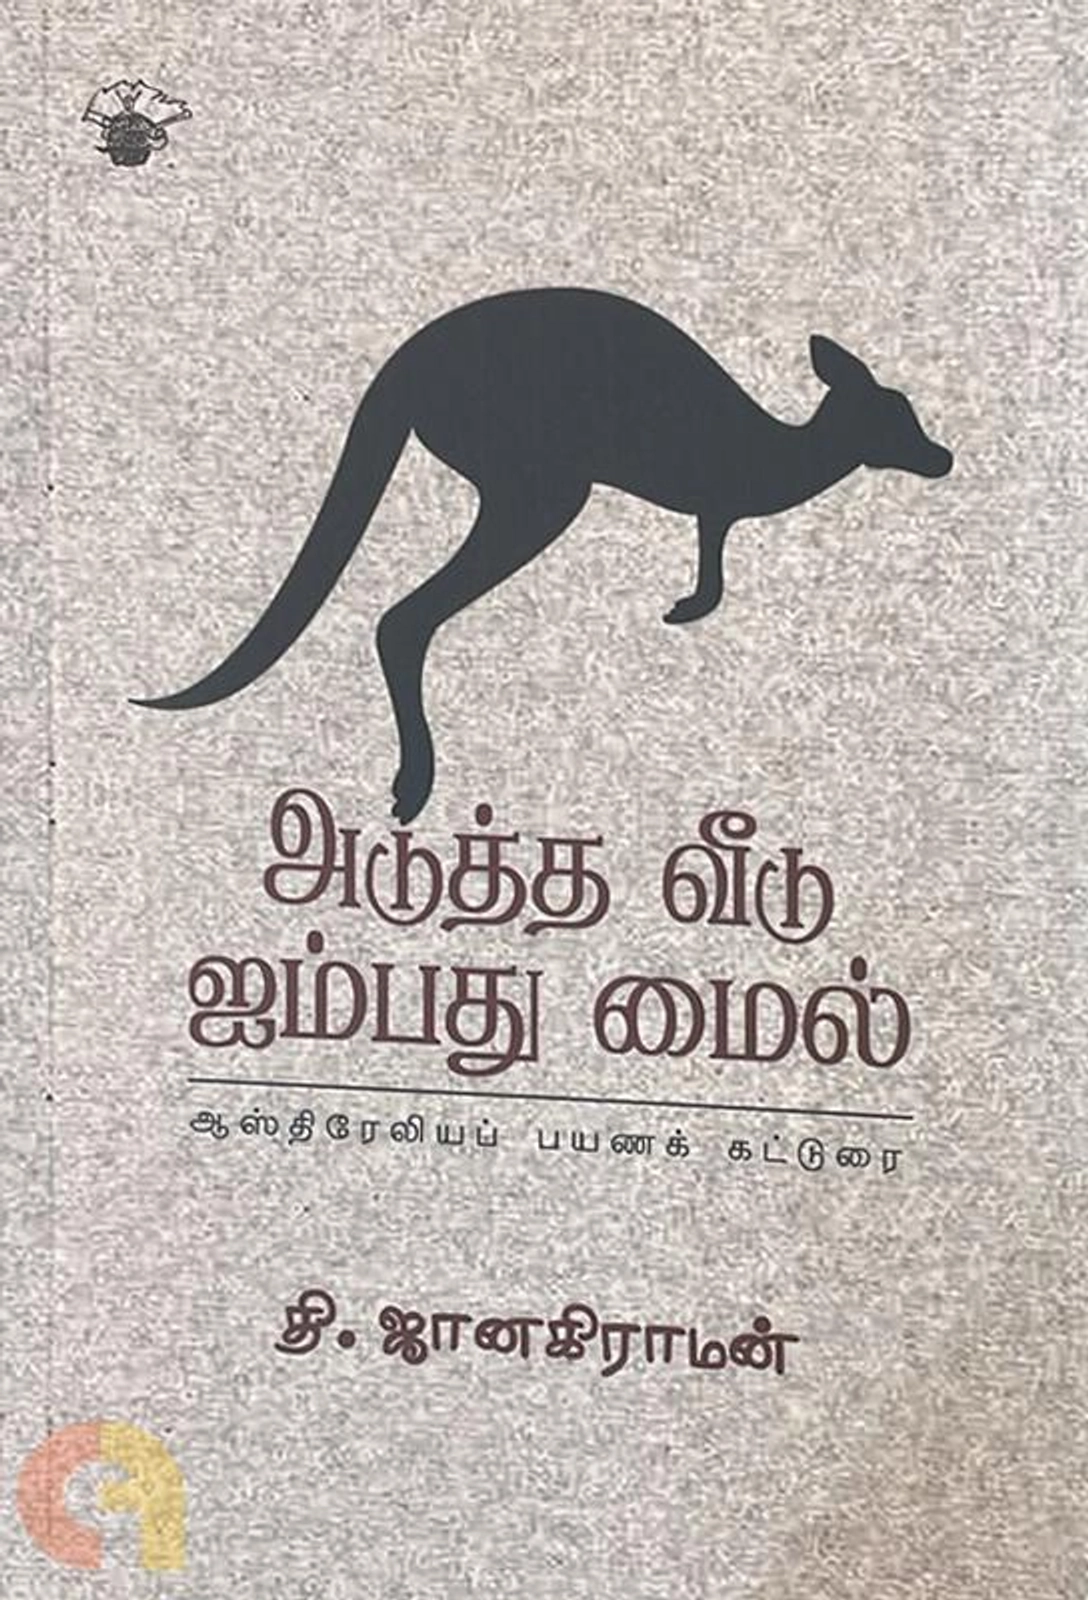 அடுத்த வீடு
ஐம்பது மைல்
ஆஸ்திரேலியப் பயணக் கட்டுரை
தி. ஜானகிராமன்